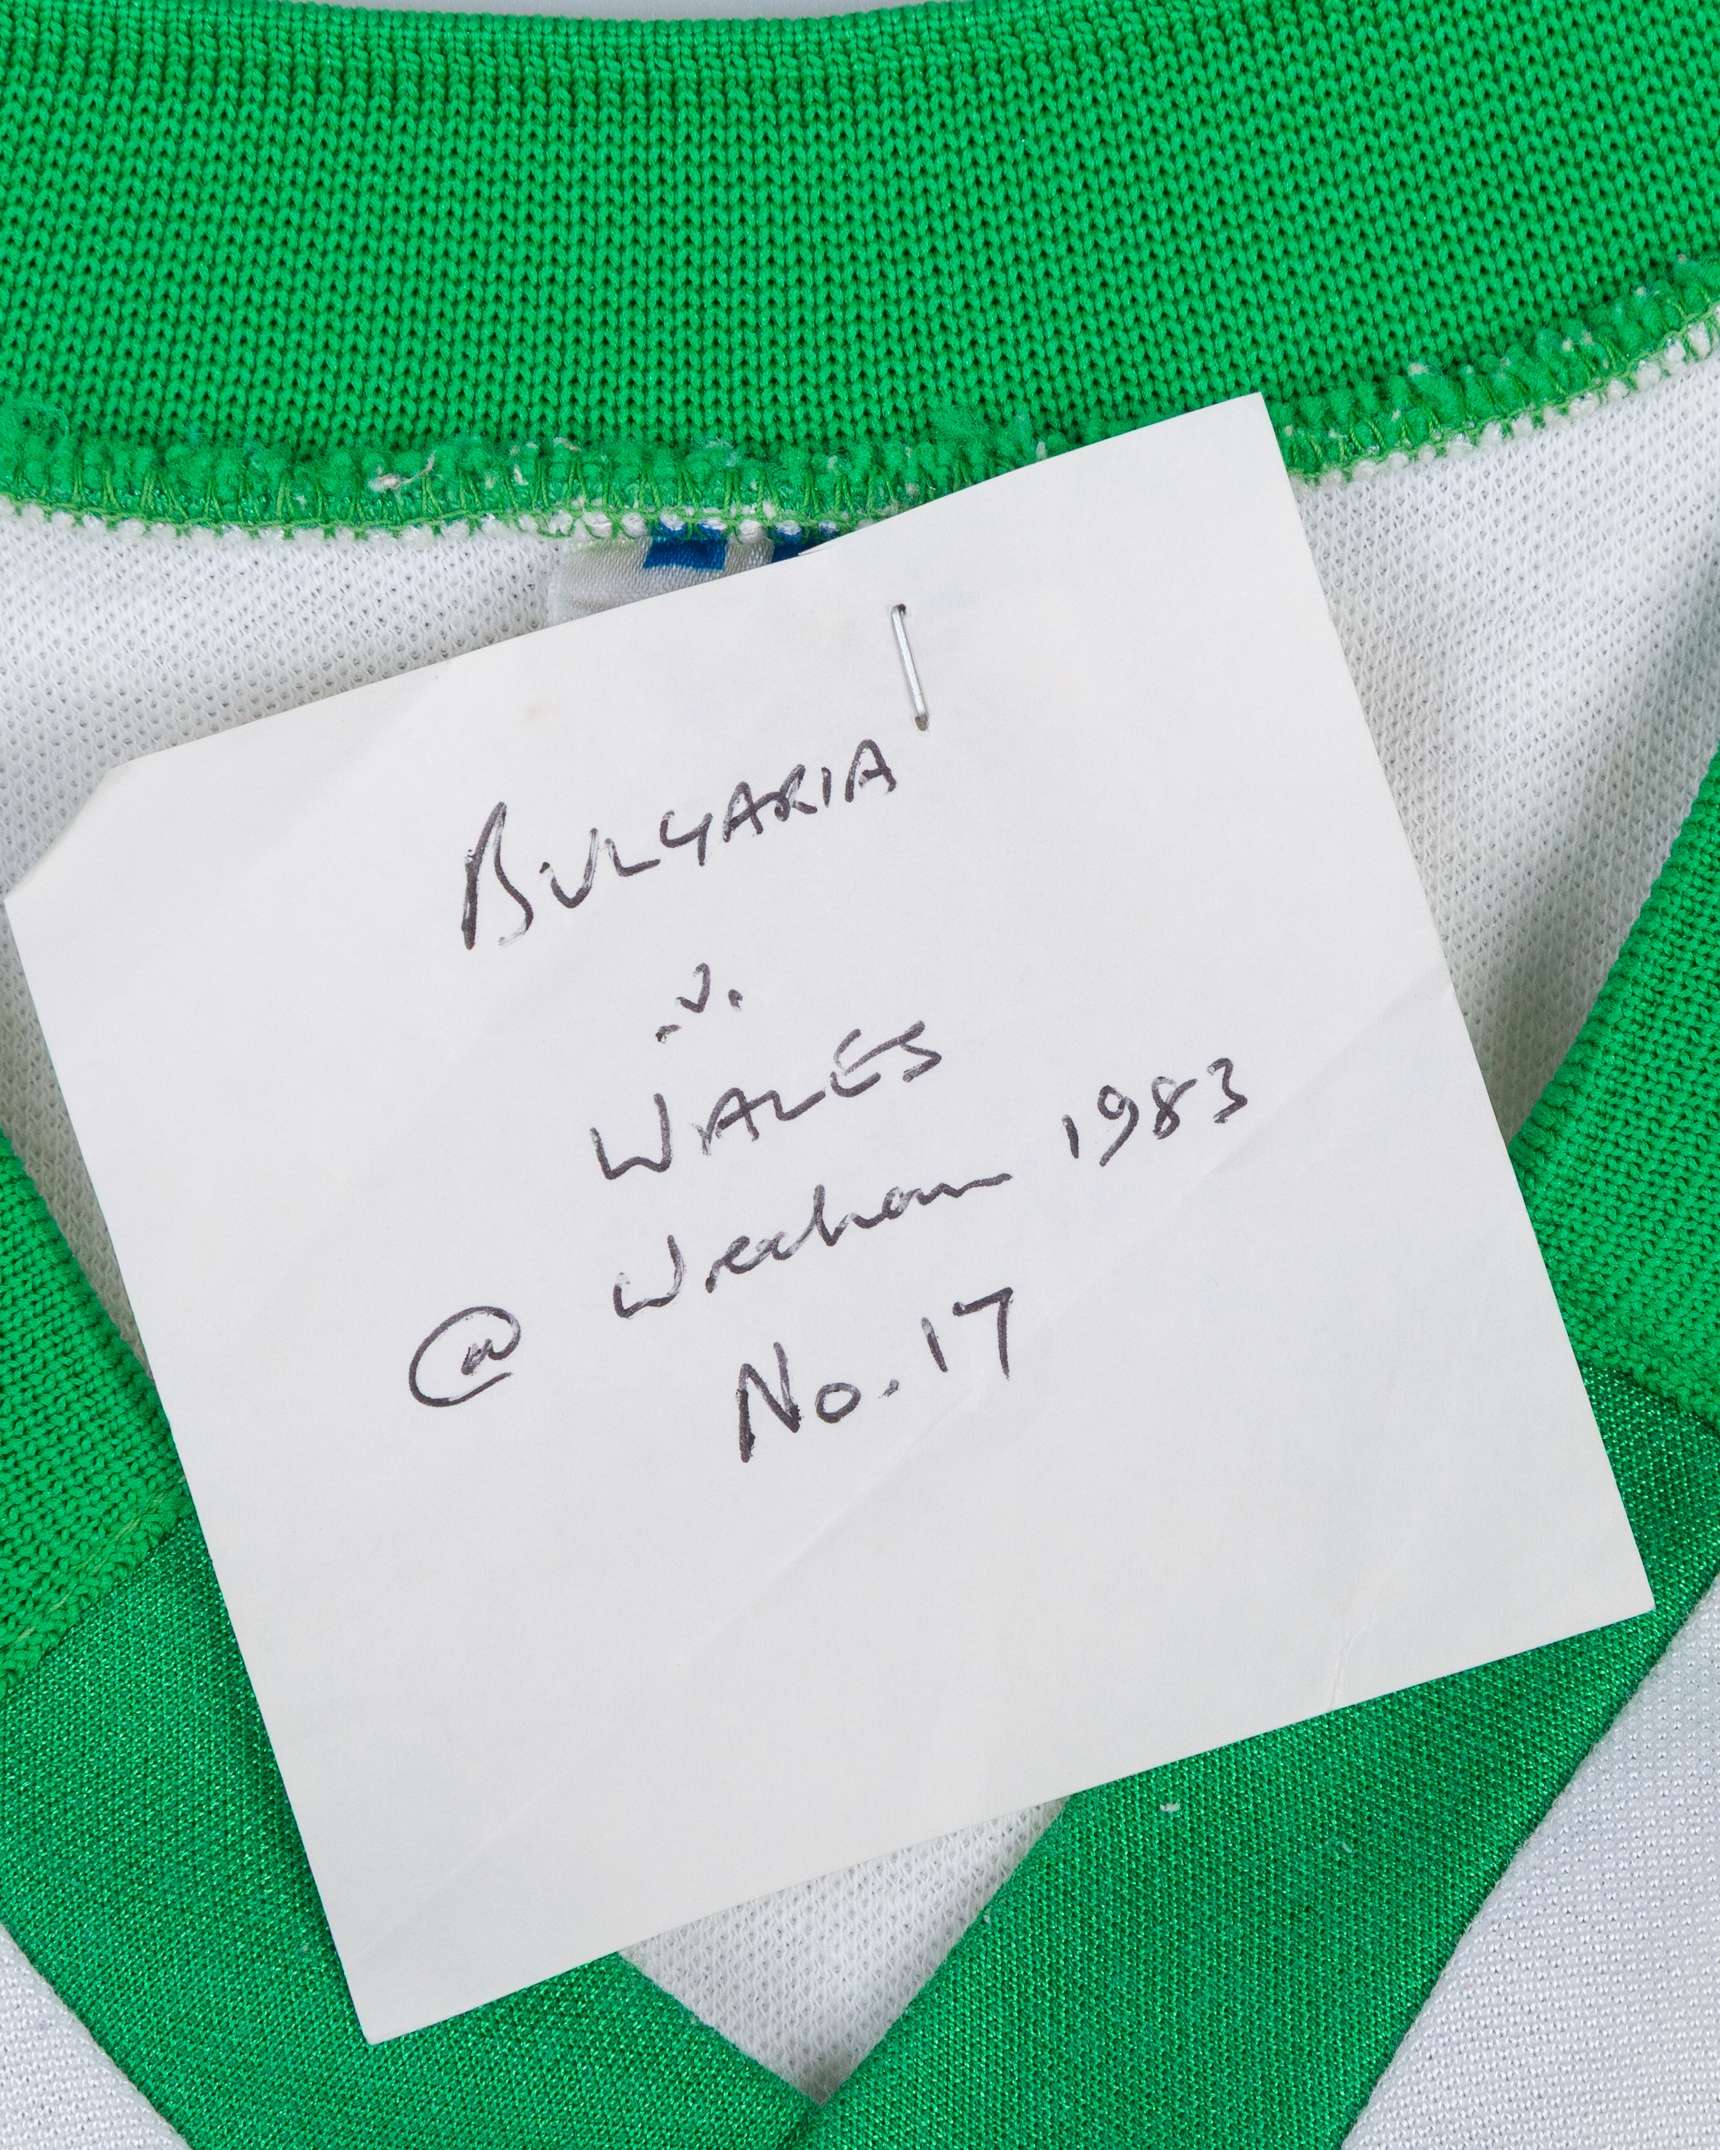 BULGARIA
.v.
WALES
@ Wrexham 1983
No. 17